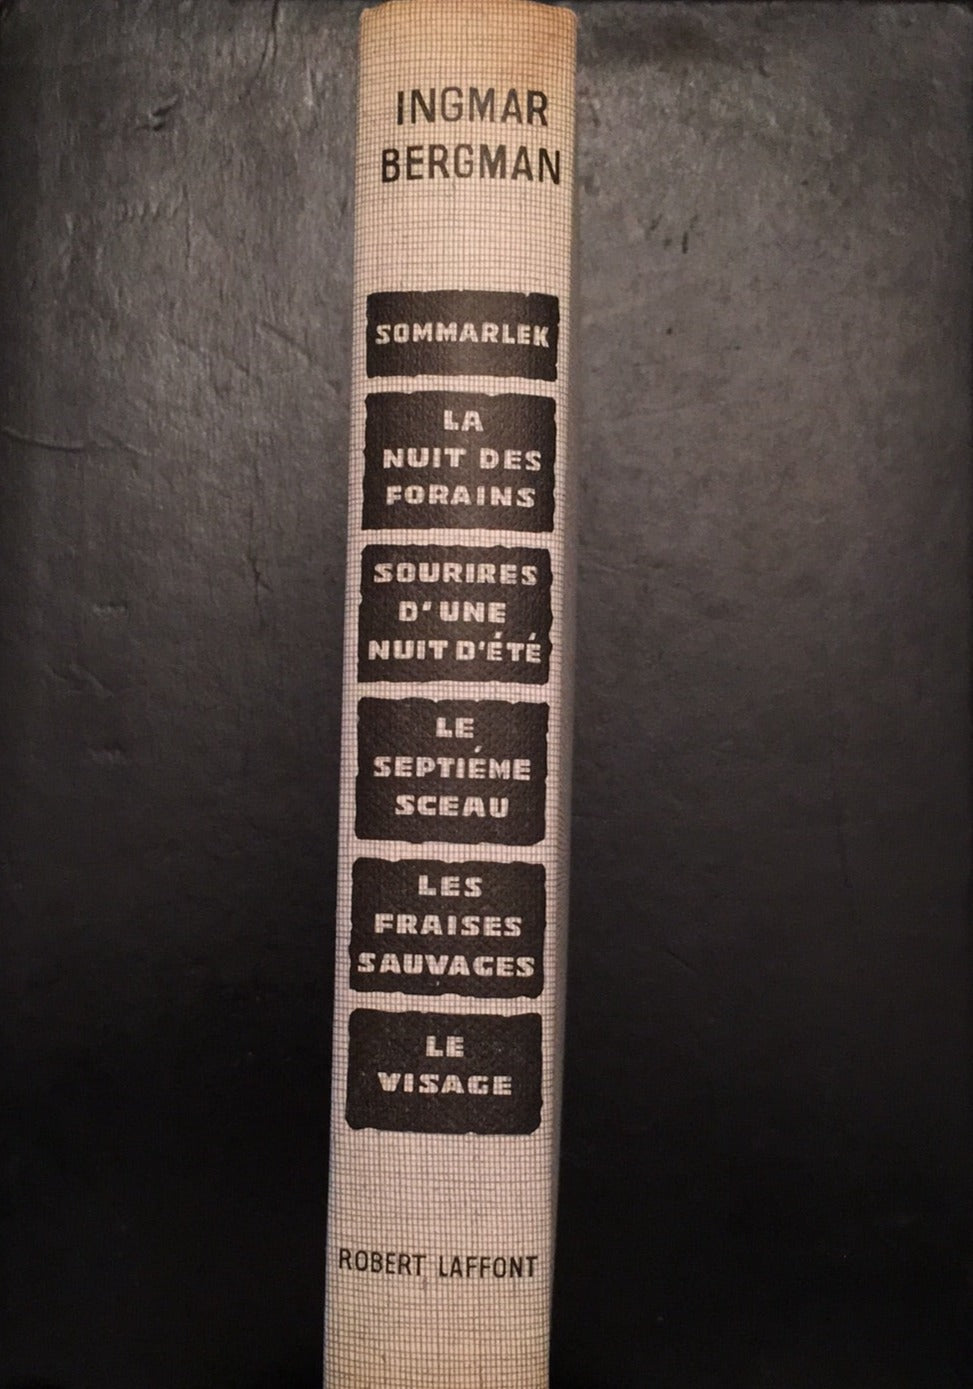 INGMAR
BERGMAN
SOMMARLEK
LA
NUIT DES
FORAINS
SOURIRES
D'UNE
NUIT D'ÉTÉ
LE
SEPTIÉME
SCEAU
LES
FRAISES
SAUVAGES
LE
VISAGE
ROBERT LAFFONT